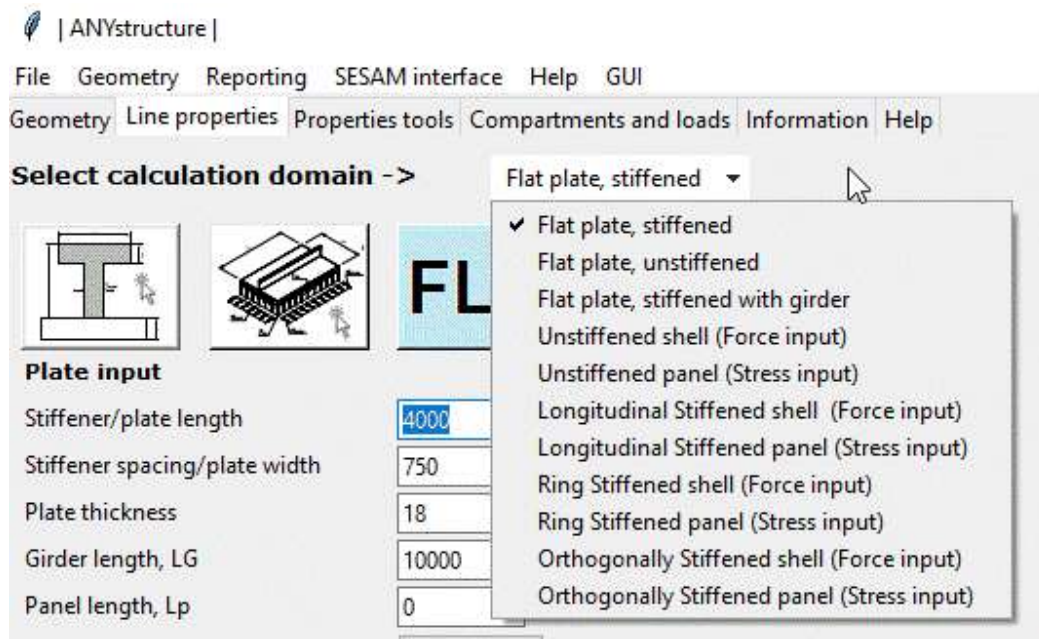 | ANYstructure |
File Geometry Reporting SESAM interface Help GUI
Geometry Line properties Properties tools Compartments and loads Information Help
Select calculation domain -> Flat plate, stiffened
Flat plate, stiffened
Flat plate, unstiffened
Flat plate, stiffened with girder
Unstiffened shell (Force input)
Unstiffened panel (Stress input)
Longitudinal Stiffened shell (Force input)
Longitudinal Stiffened panel (Stress input)
Ring Stiffened shell (Force input)
Ring Stiffened panel (Stress input)
Orthogonally Stiffened shell (Force input)
Orthogonally Stiffened panel (Stress input)
FL
Plate input
Stiffener/plate length 4000
Stiffener spacing/plate width 750
Plate thickness 18
Girder length, LG 10000
Panel length, Lp 0